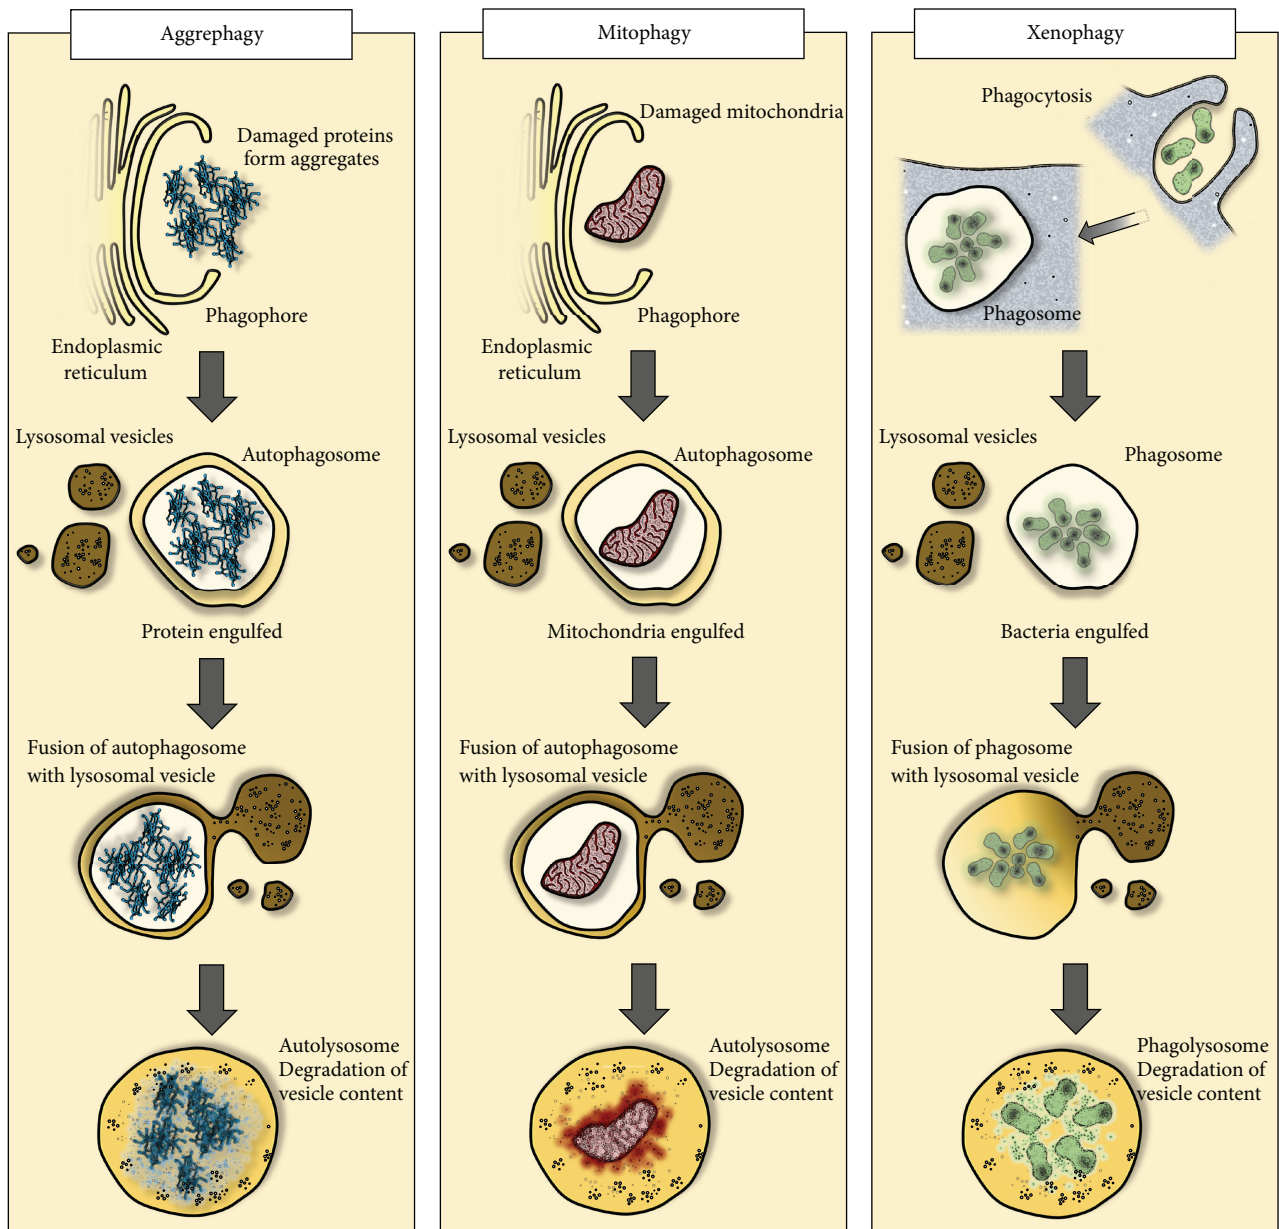 Aggrephagy
Damaged proteins
form aggregates
Phagophore
Endoplasmic
reticulum
Lysosomal vesicles
Autophagosome
Protein engulfed
Fusion of autophagosome
with lysosomal vesicle
Autolysosome
Degradation of
vesicle content
Mitophagy
Damaged mitochondria
Phagophore
Endoplasmic
reticulum
Lysosomal vesicles
Autophagosome
Mitochondria engulfed
Fusion of autophagosome
with lysosomal vesicle
Autolysosome
Degradation of
vesicle content
Xenophagy
Phagocytosis
Phagosome
Lysosomal vesicles
Phagosome
Bacteria engulfed
Fusion of phagosome
with lysosomal vesicle
Phagolysosome
Degradation of
vesicle content